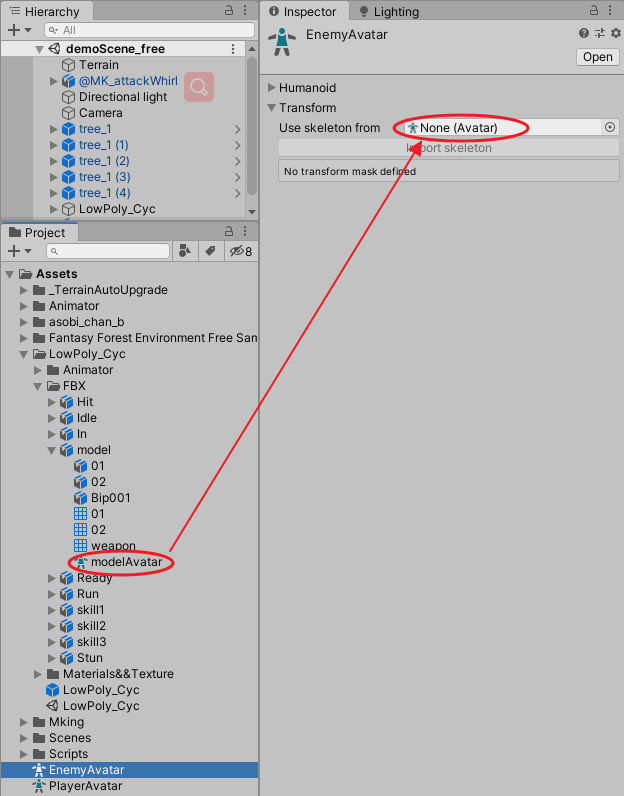 Hierarchy
All
demoScene_free
Terrain
@MK_attackWhirl
Directional light
Camera
tree_1
tree_1 (1)
tree_1 (2)
tree_1 (3)
tree_1 (4)
LowPoly_Cyc
Project
8
Assets
_TerrainAutoUpgrade
Animator
asobi_chan_b
Fantasy Forest Environment Free Sam
LowPoly_Cyc
Animator
FBX
Hit
Idle
In
model
01
02
Bip001
01
02
weapon
modelAvatar
Ready
Run
skill1
skill2
skill3
Stun
Materials&&Texture
LowPoly_Cyc
LowPoly_Cyc
Mking
Scenes
Scripts
EnemyAvatar
PlayerAvatar
Inspector Lighting
EnemyAvatar
Open
Humanoid
Transform
Use skeleton from None (Avatar)
Import skeleton
No transform mask defined